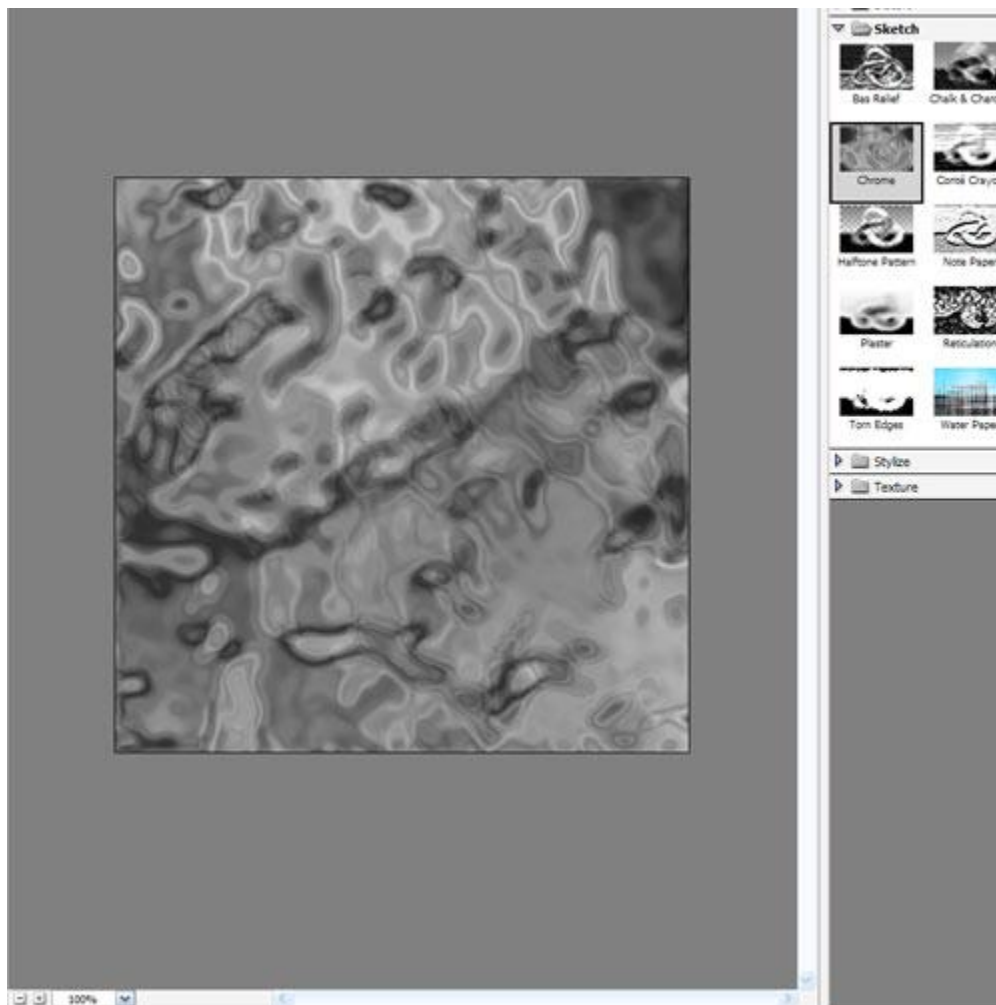 Sketch
Bas Relief
Chalk & Char
Chrome
Conté Crayo
Halftone Pattern
Note Pape
Plaster
Reticulation
Torn Edges
Water Pape
Stylize
Texture
100%